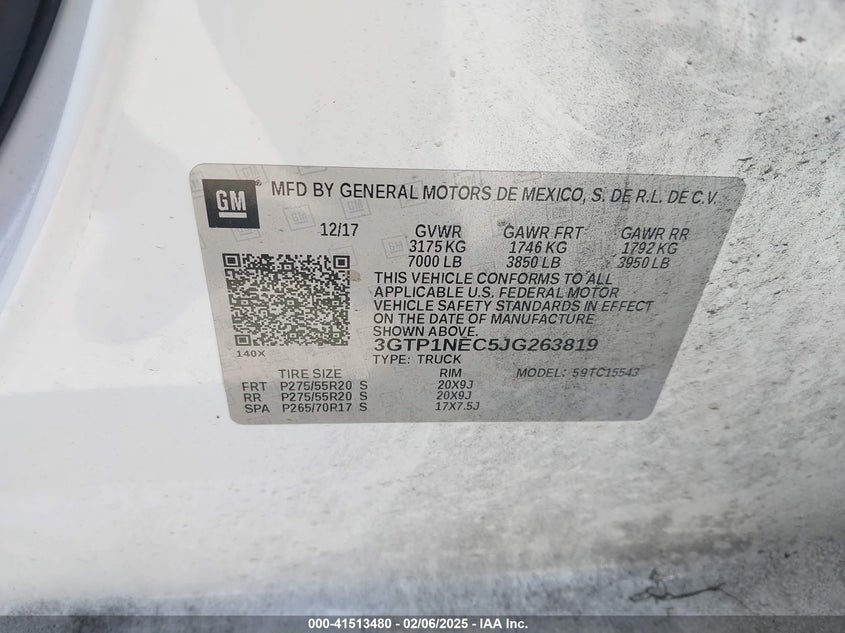 GM
MFD BY GENERAL MOTORS DE MEXICO, S. DE R.L. DE C.V.
12/17 GVWR GAWR FRT GAWR RR
3175 KG 1746 KG 1792 KG
7000 LB 3850 LB 3950 LB
THIS VEHICLE CONFORMS TO ALL
APPLICABLE U.S. FEDERAL MOTOR
VEHICLE SAFETY STANDARDS IN EFFECT
ON THE DATE OF MANUFACTURE
SHOWN ABOVE.
140X 3GTP1NEC5JG263819
TYPE: TRUCK
TIRE SIZE RIM MODEL: 59TC15543
FRT P275/55R20 S 20X9J
RR P275/55R20 S 20X9J
SPA P265/70R17 S 17X7.5J
000-41513480 - 02/06/2025 - IAA Inc.